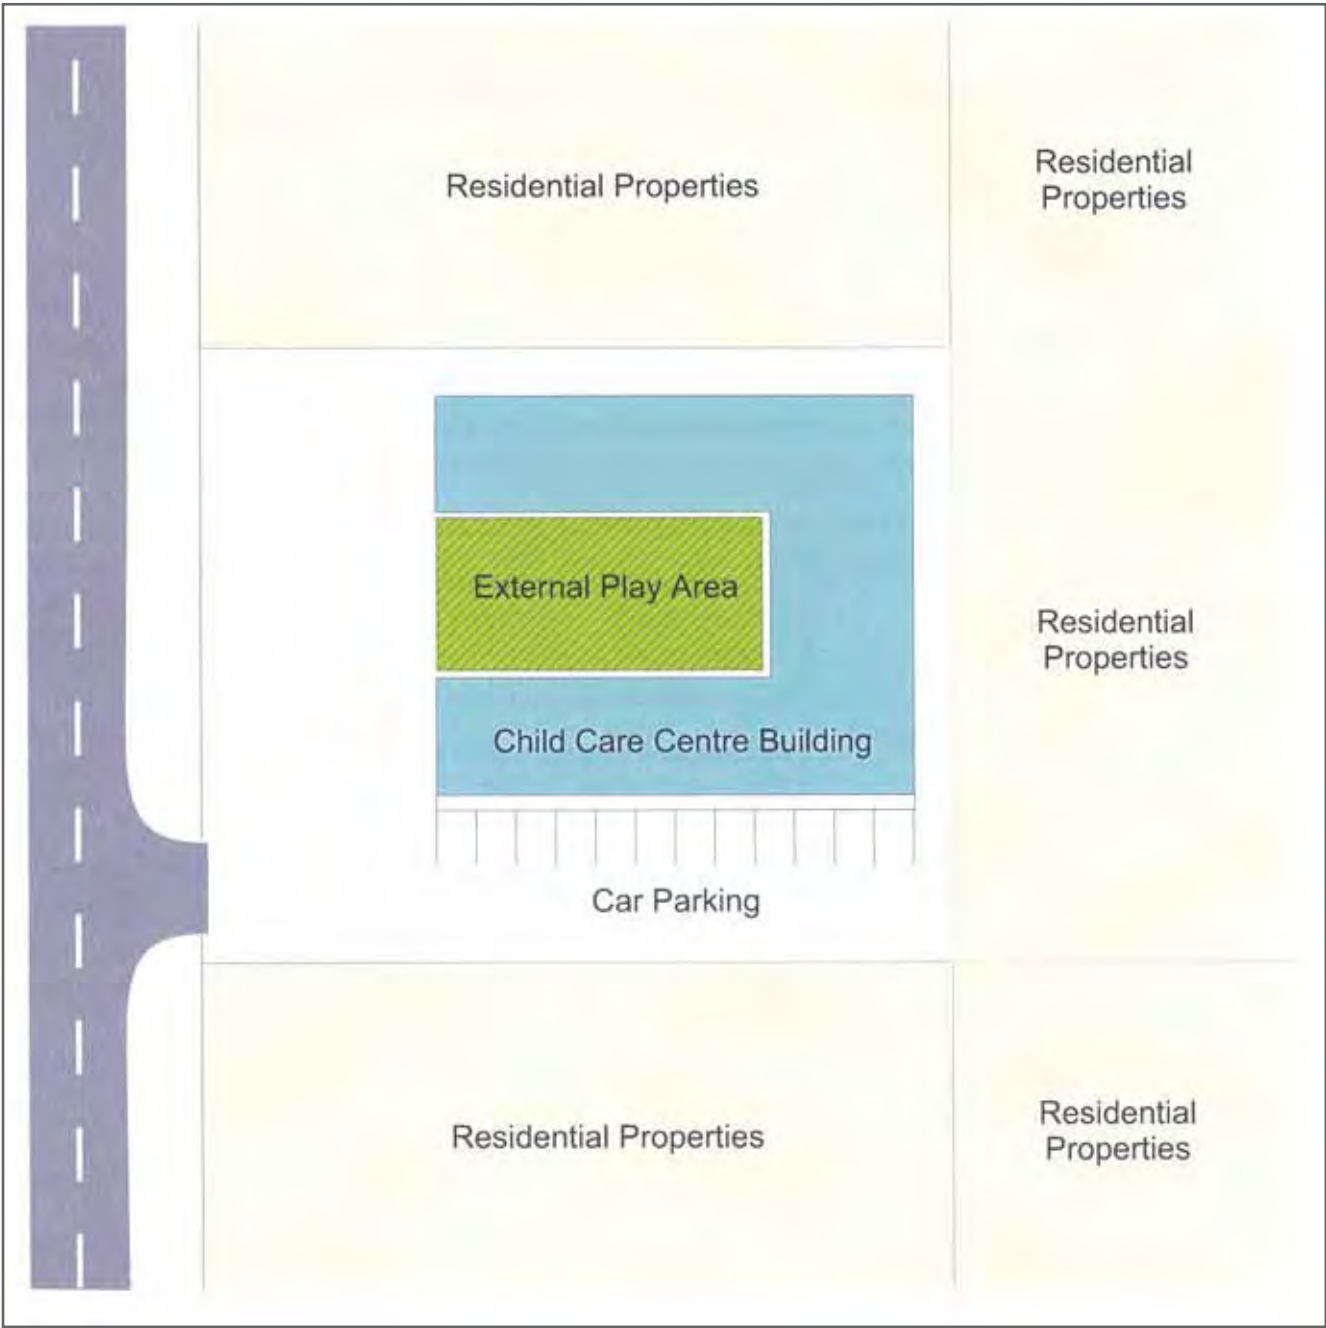 Residential Properties
Residential
Properties
External Play Area
Residential
Properties
Child Care Centre Building
Car Parking
Residential Properties
Residential
Properties